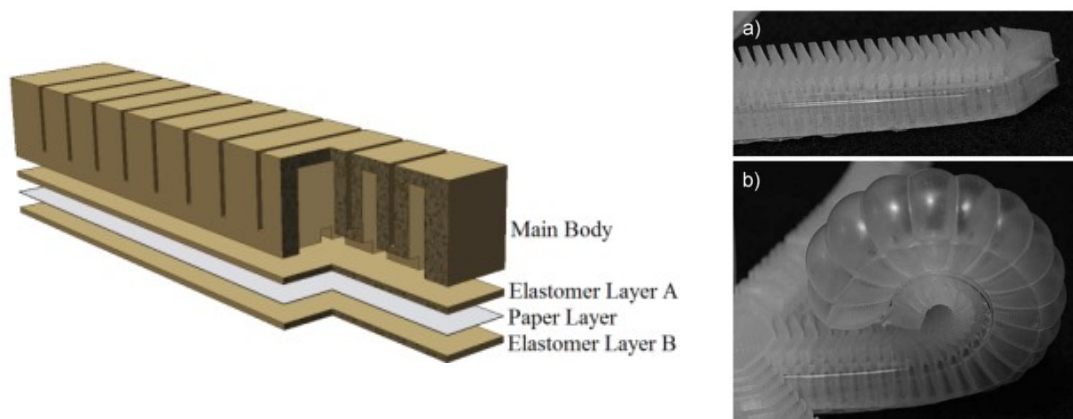 Main Body
Elastomer Layer A
Paper Layer
Elastomer Layer B
a)
b)